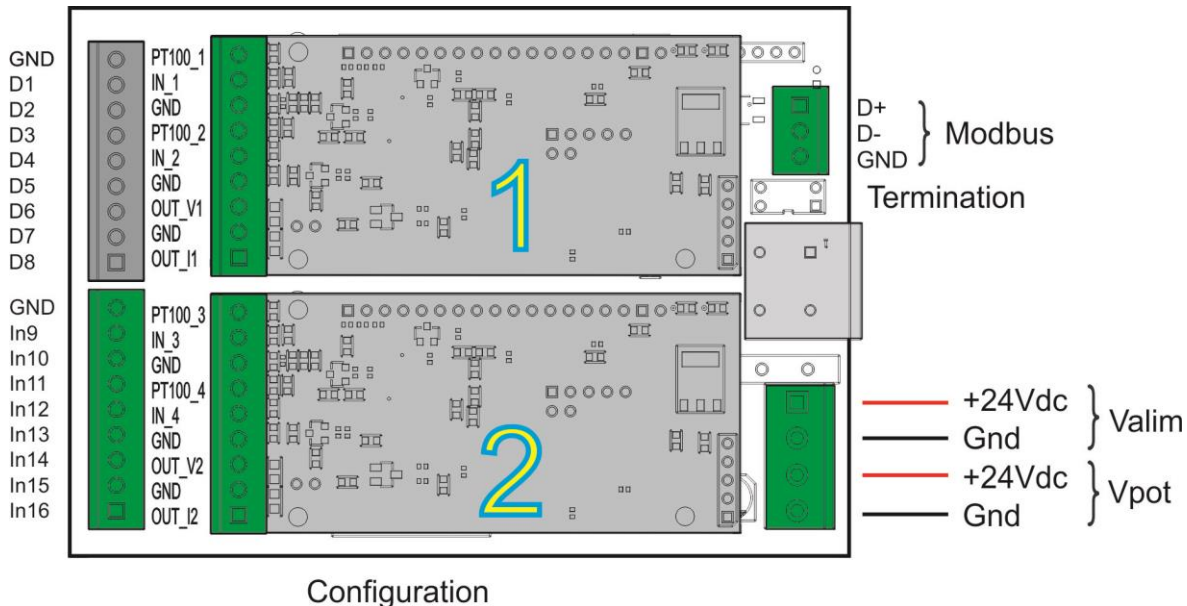 GND
D1
D2
D3
D4
D5
D6
D7
D8
PT100_1
IN_1
GND
PT100_2
IN_2
GND
OUT_V1
GND
OUT_I1
1
D+
D-
GND
Modbus
Termination
GND
In9
In10
In11
In12
In13
In14
In15
In16
PT100_3
IN_3
GND
PT100_4
IN_4
GND
OUT_V2
GND
OUT_I2
2
+24Vdc
Gnd
Valim
+24Vdc
Gnd
Vpot
Configuration